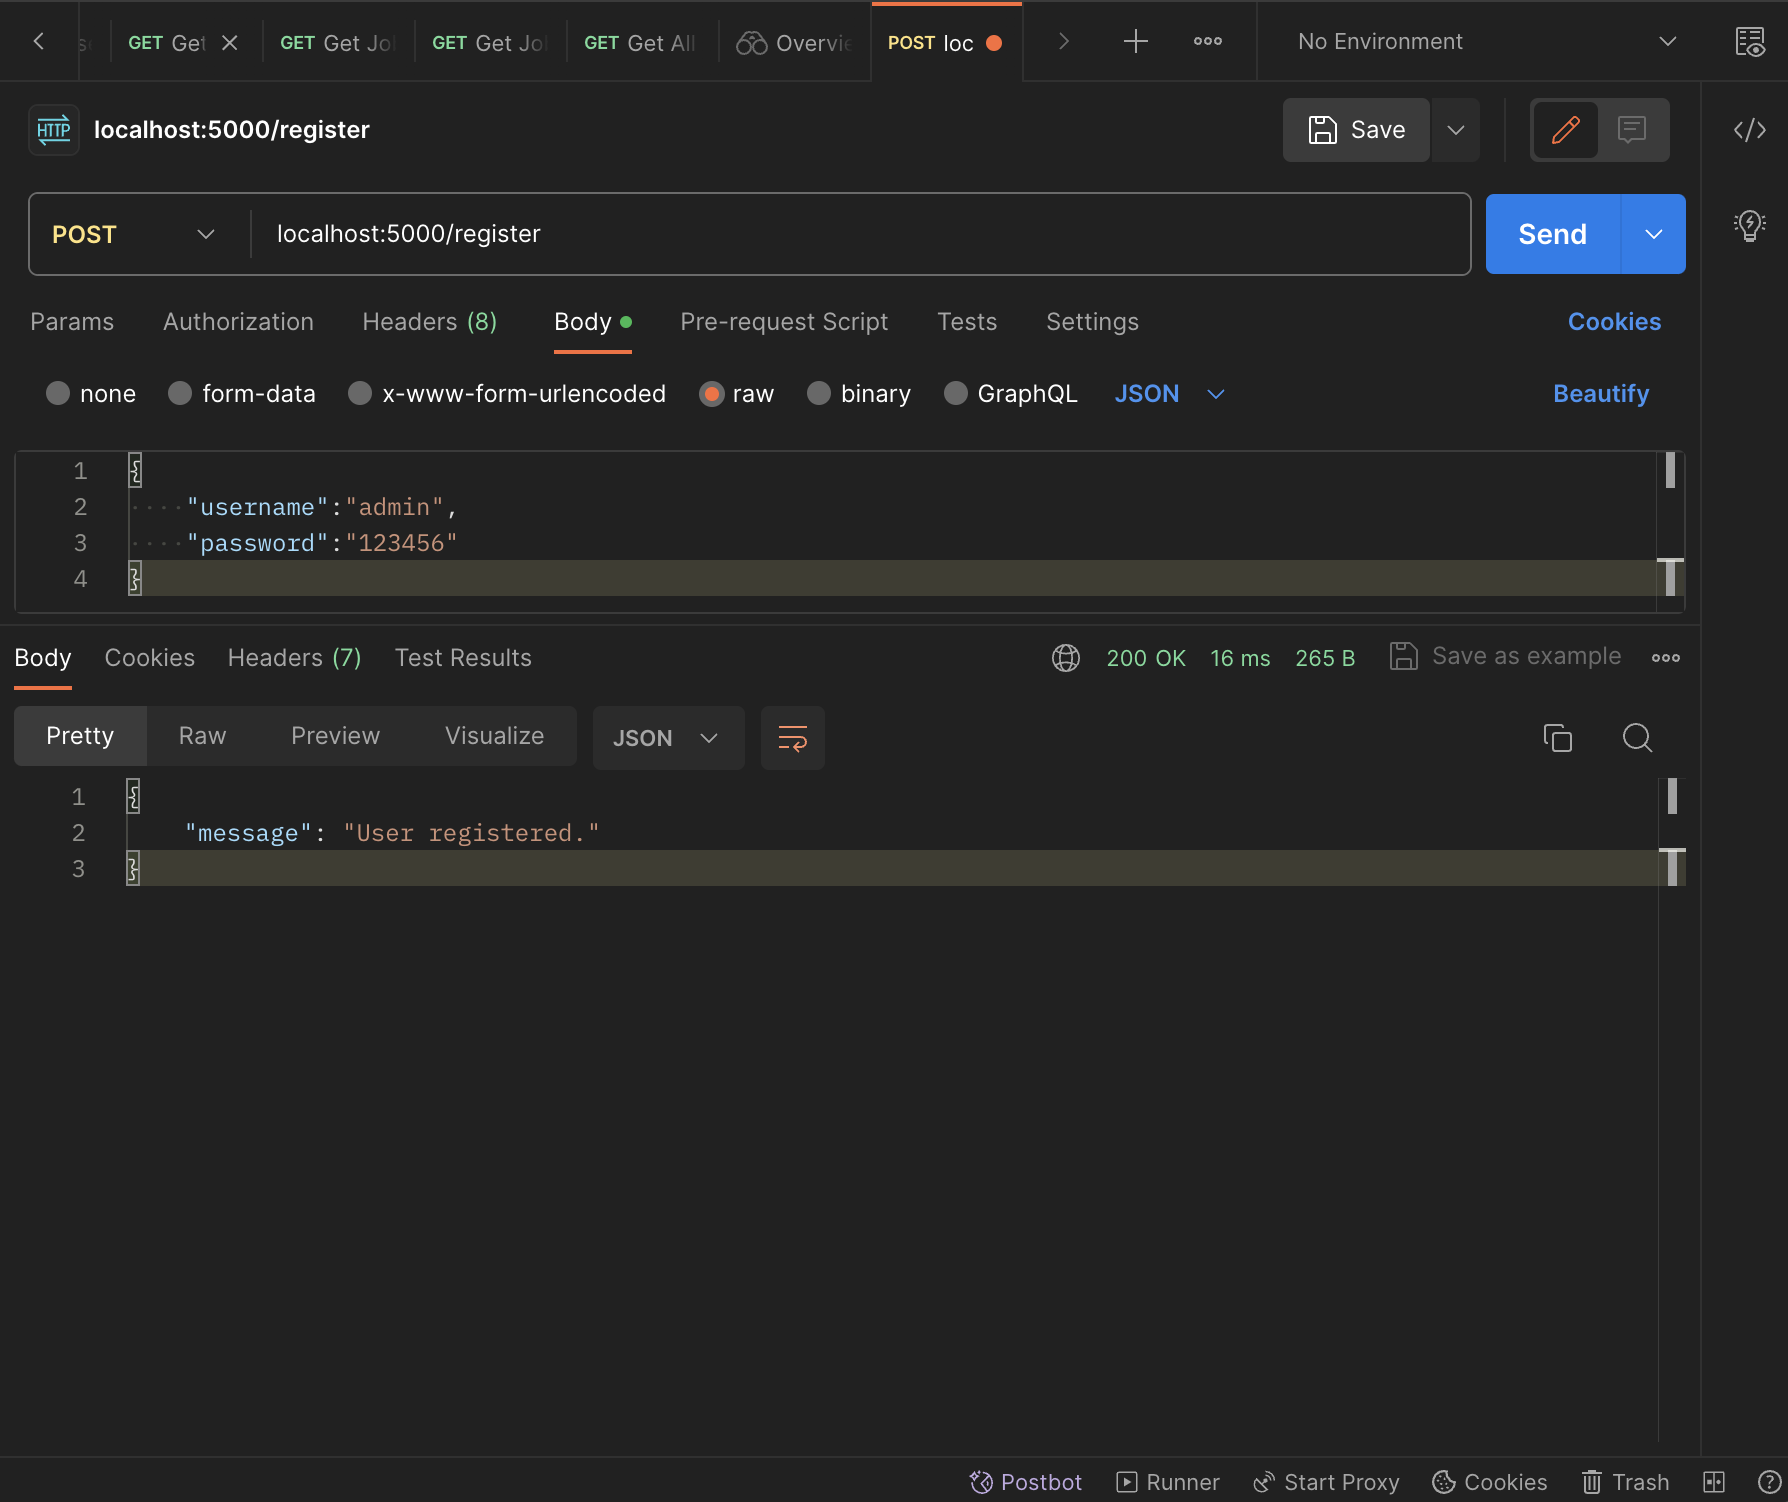 GET Get
GET Get Jo
GET Get Jo
GET Get All
Overvie
POST loc
No Environment
HTTP localhost:5000/register
Save
POST
localhost:5000/register
Send
Params Authorization Headers (8) Body Pre-request Script Tests Settings Cookies
none form-data x-www-form-urlencoded raw binary GraphQL JSON Beautify
1 {
2 ····"username":"admin",
3 ····"password":"123456"
4 }
Body Cookies Headers (7) Test Results 200 OK 16 ms 265 B Save as example
Pretty Raw Preview Visualize JSON
1 {
2 "message": "User registered."
3 }
Postbot Runner Start Proxy Cookies Trash